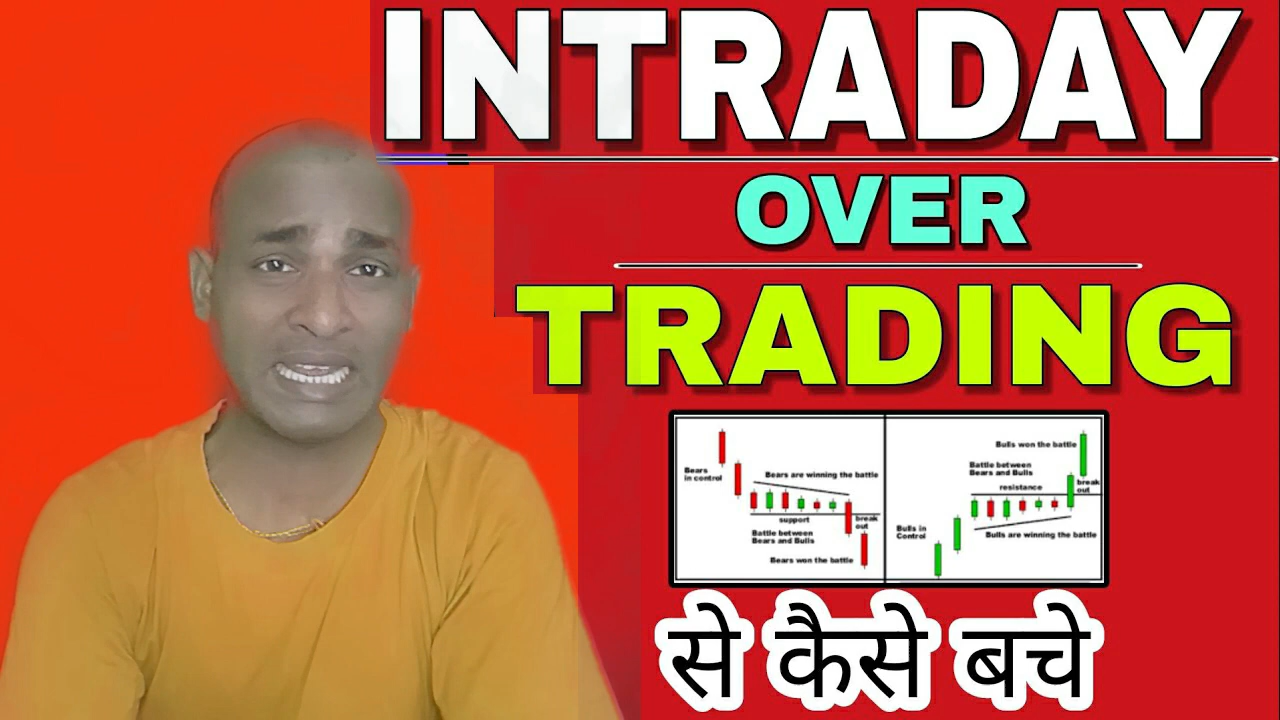 INTRADAY
OVER
TRADING
Bears
in control
Bears are winning the battle
support
break
out
Battle between
Bears and Bulls
Bears won the battle
Bulls won the battle
Battle between
Bears and Bulls
resistance
break
out
Bulls in
Control
Bulls are winning the battle
से कैसे बचे